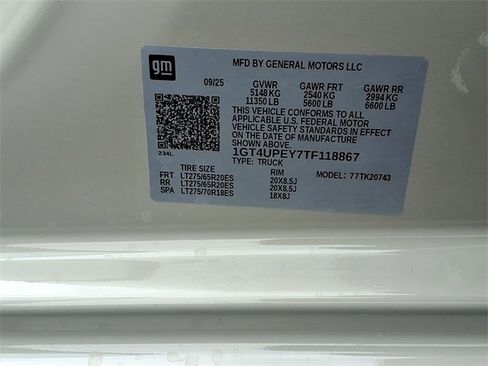 gm
MFD BY GENERAL MOTORS LLC
09/25 GVWR GAWR FRT GAWR RR
5148 KG 2540 KG 2994 KG
11350 LB 5600 LB 6600 LB
THIS VEHICLE CONFORMS TO ALL
APPLICABLE U.S. FEDERAL MOTOR
VEHICLE SAFETY STANDARDS IN EFFECT ON
THE DATE OF MANUFACTURE SHOWN ABOVE.
1GT4UPEY7TF118867
TYPE: TRUCK
234L
TIRE SIZE RIM MODEL: 77TK20743
FRT LT275/65R20ES 20X8.5J
RR LT275/65R20ES 20X8.5J
SPA LT275/70R18ES 18X8J